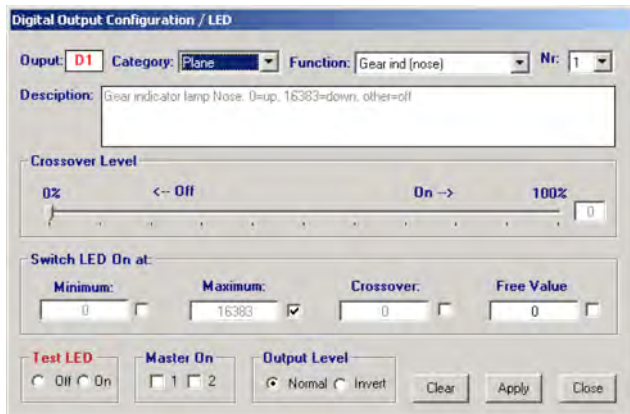 Digital Output Configuration / LED
Ouput: D1 Category: Plane Function: Gear ind (nose) Nr: 1
Desciption: Gear indicator lamp Nose. 0=up, 16383=down, other=off
Crossover Level
0% <-- Off On --> 100%
0
Switch LED On at:
Minimum: Maximum: Crossover: Free Value
0 16383 0 0
Test LED Master On Output Level
Off On 1 2 Normal Invert Clear Apply Close